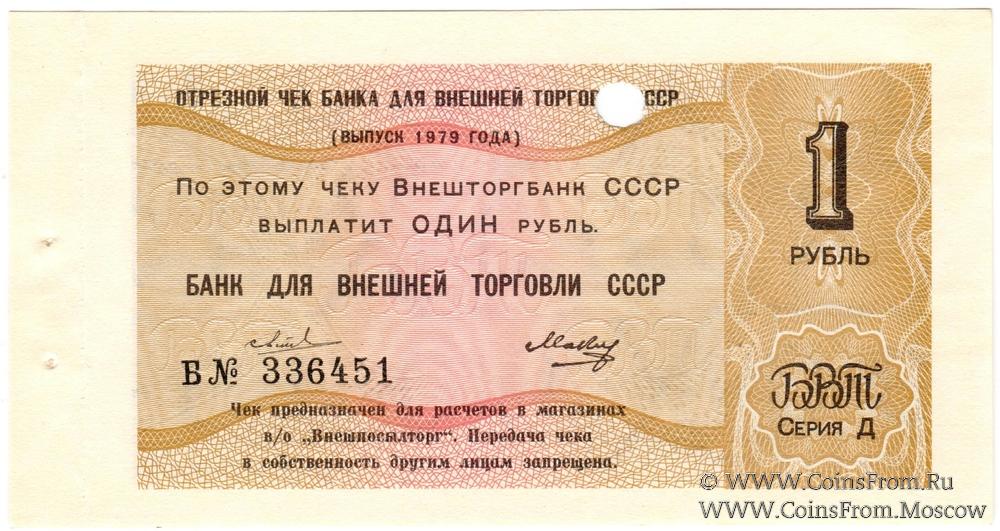 ОТРЕЗНОЙ ЧЕК БАНКА ДЛЯ ВНЕШНЕЙ ТОРГОВ СССР
(ВЫПУСК 1979 ГОДА)
По этому чеку Внешторгбанк СССР
выплатит ОДИН рубль.
БАНК ДЛЯ ВНЕШНЕЙ ТОРГОВЛИ СССР
Б № 336451
Чек предназначен для расчетов в магазинах
в/о „Внешпосылторг“. Передача чека
в собственность другим лицам запрещена.
1
РУБЛЬ
БВТ
Серия Д
© WWW.CoinsFrom.Ru
WWW.CoinsFrom.Moscow